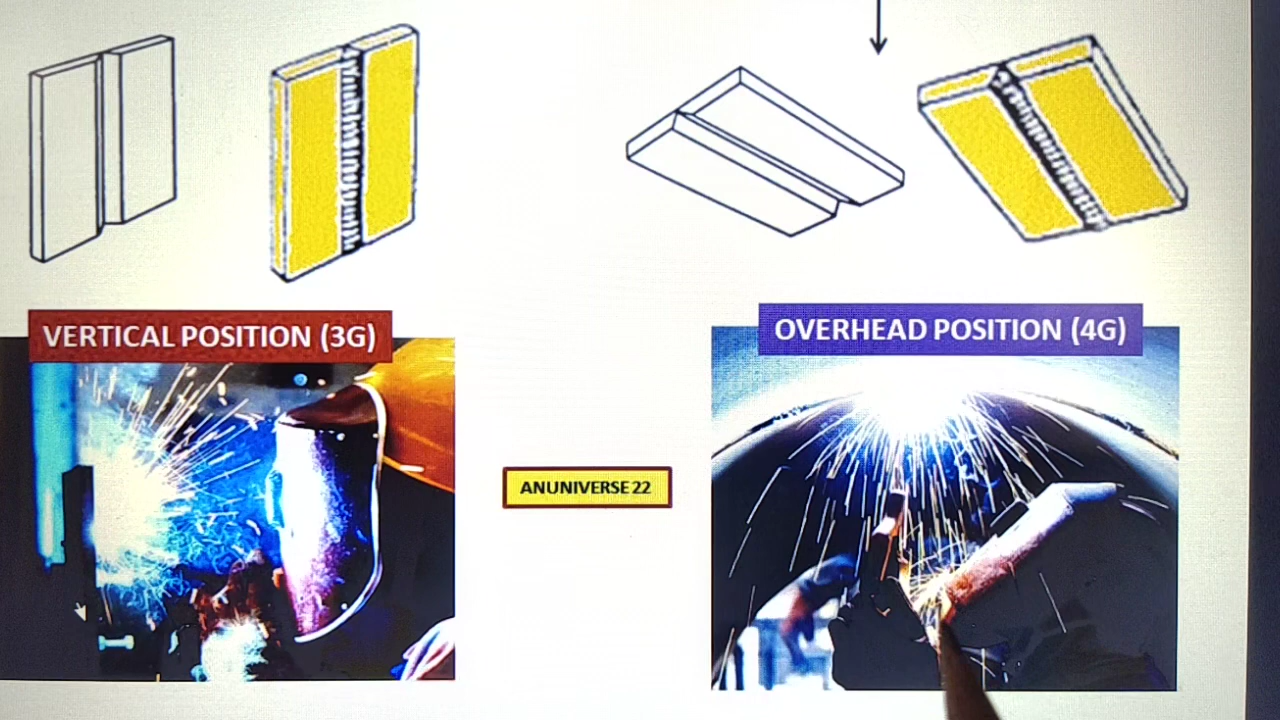 VERTICAL POSITION (3G)
OVERHEAD POSITION (4G)
ANUNIVERSE 22